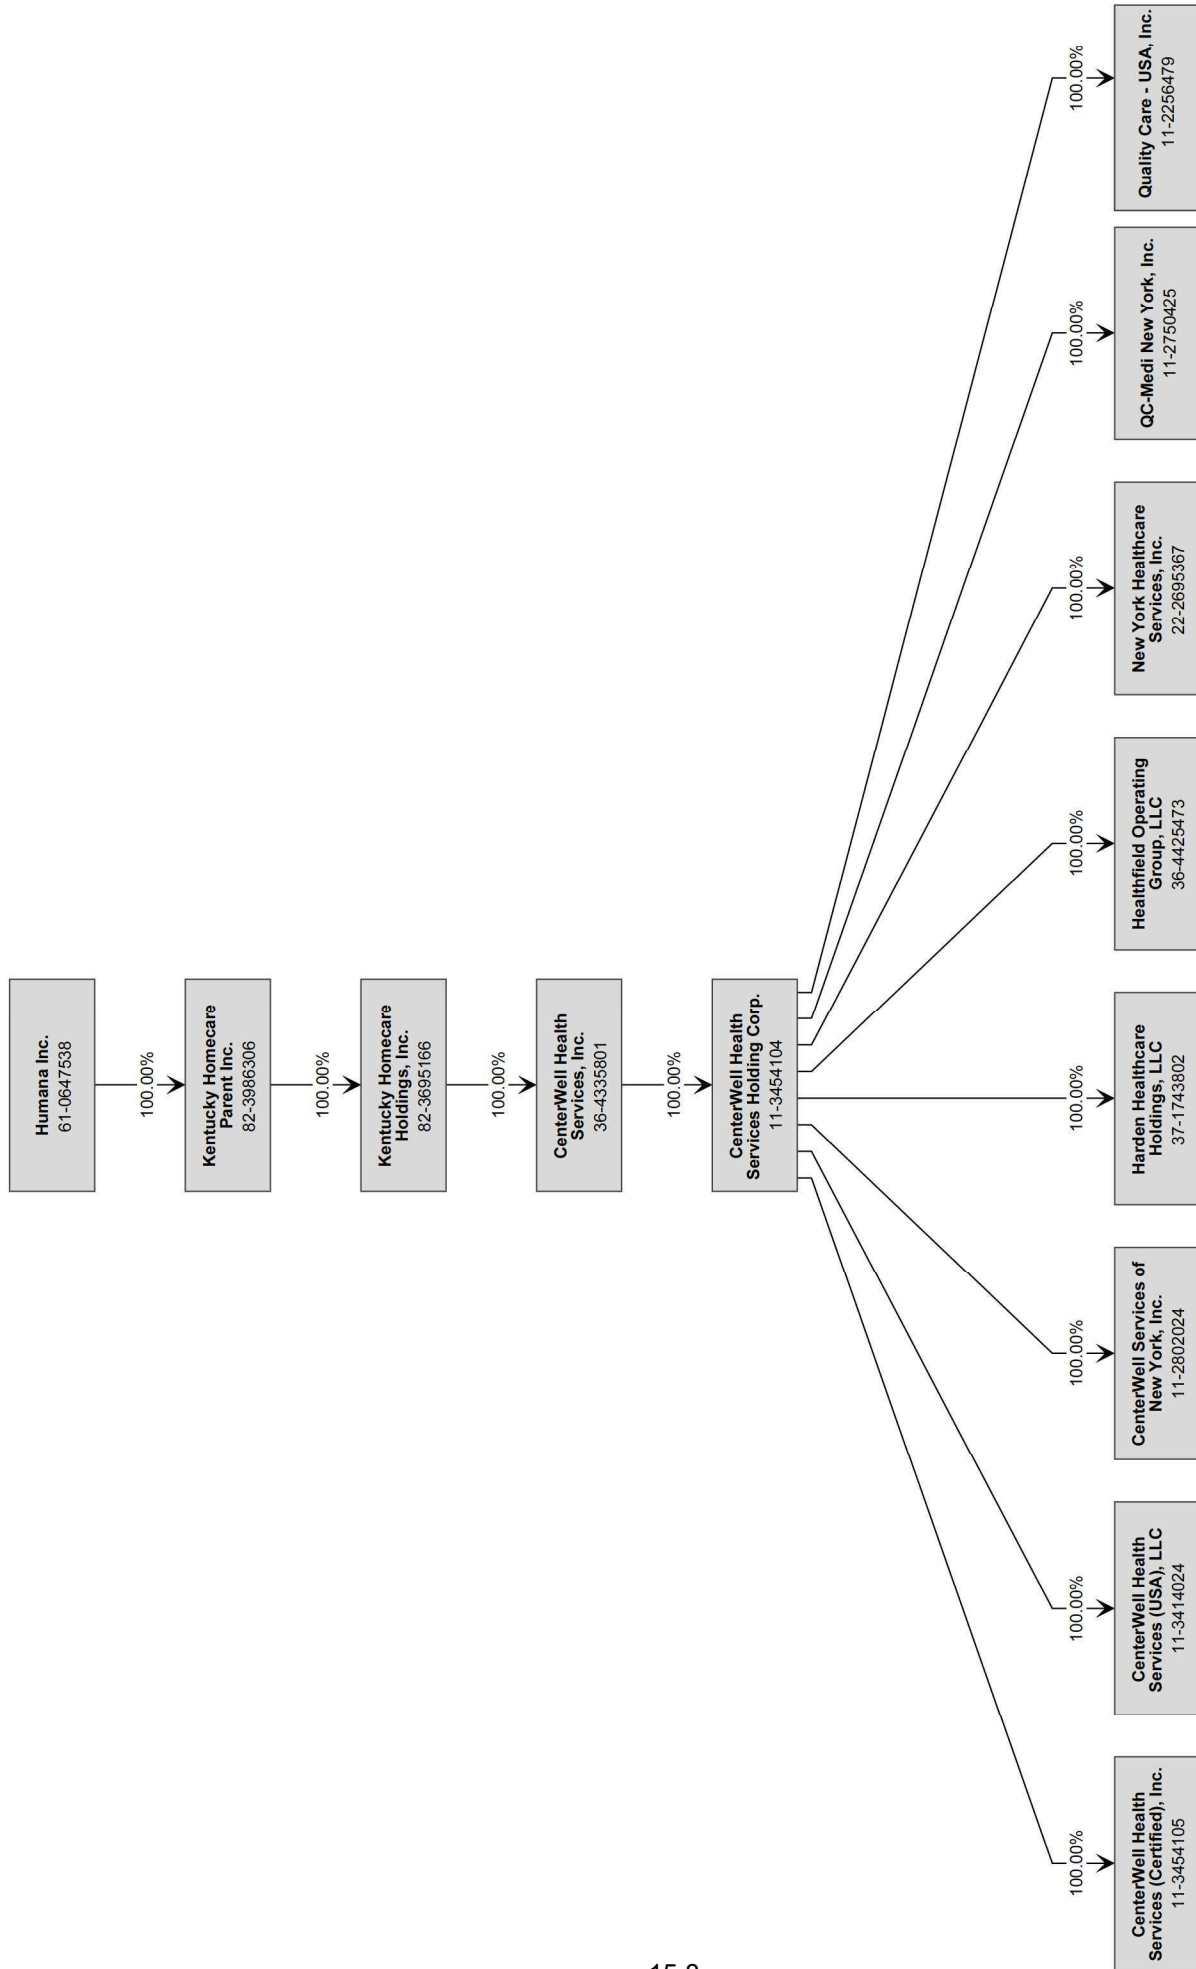 Humana Inc.
61-0647538
100.00%
Kentucky Homecare
Parent Inc.
82-3986306
100.00%
Kentucky Homecare
Holdings, Inc.
82-3695166
100.00%
CenterWell Health
Services, Inc.
36-4335801
100.00%
CenterWell Health
Services Holding Corp.
11-3454104
100.00%
CenterWell Health
Services (Certified), Inc.
11-3454105
100.00%
CenterWell Health
Services (USA), LLC
11-3414024
100.00%
CenterWell Services of
New York, Inc.
11-2802024
100.00%
Harden Healthcare
Holdings, LLC
37-1743802
100.00%
Healthfield Operating
Group, LLC
36-4425473
100.00%
New York Healthcare
Services, Inc.
22-2695367
100.00%
QC-Medi New York, Inc.
11-2750425
100.00%
Quality Care - USA, Inc.
11-2256479